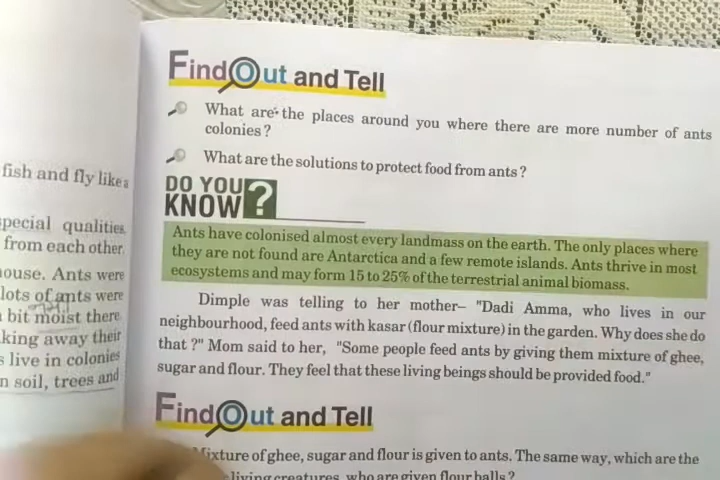 fish and fly like a
special qualities
from each other
house. Ants were
lots of ants were
a bit moist there
king away their
s live in colonies
n soil, trees and
Find Out and Tell
What are the places around you where there are more number of ants
colonies?
What are the solutions to protect food from ants?
DO YOU
KNOW ?
Ants have colonised almost every landmass on the earth. The only places where
they are not found are Antarctica and a few remote islands. Ants thrive in most
ecosystems and may form 15 to 25% of the terrestrial animal biomass.
Dimple was telling to her mother– "Dadi Amma, who lives in our
neighbourhood, feed ants with kasar (flour mixture) in the garden. Why does she do
that ?" Mom said to her, "Some people feed ants by giving them mixture of ghee,
sugar and flour. They feel that these living beings should be provided food."
Find Out and Tell
Mixture of ghee, sugar and flour is given to ants. The same way, which are the
living creatures, who are given flour balls?